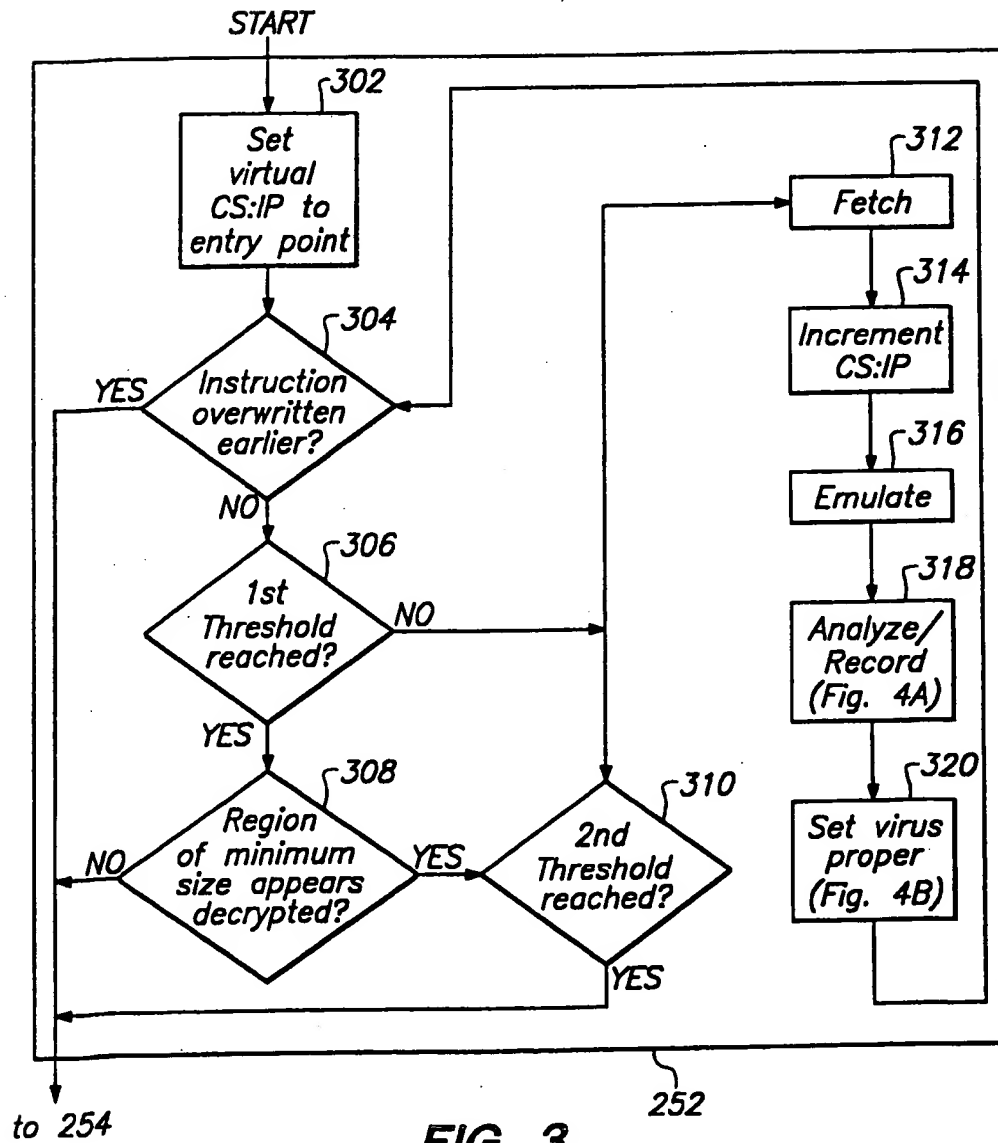 START
302
Set
virtual
CS:IP to
entry point
304
YES
Instruction
overwritten
earlier?
NO
306
1st
Threshold
reached?
NO
YES
308
NO
Region
of minimum
size appears
decrypted?
YES
310
2nd
Threshold
reached?
YES
312
Fetch
314
Increment
CS:IP
316
Emulate
318
Analyze/
Record
(Fig. 4A)
320
Set virus
proper
(Fig. 4B)
252
to 254
FIG. 3